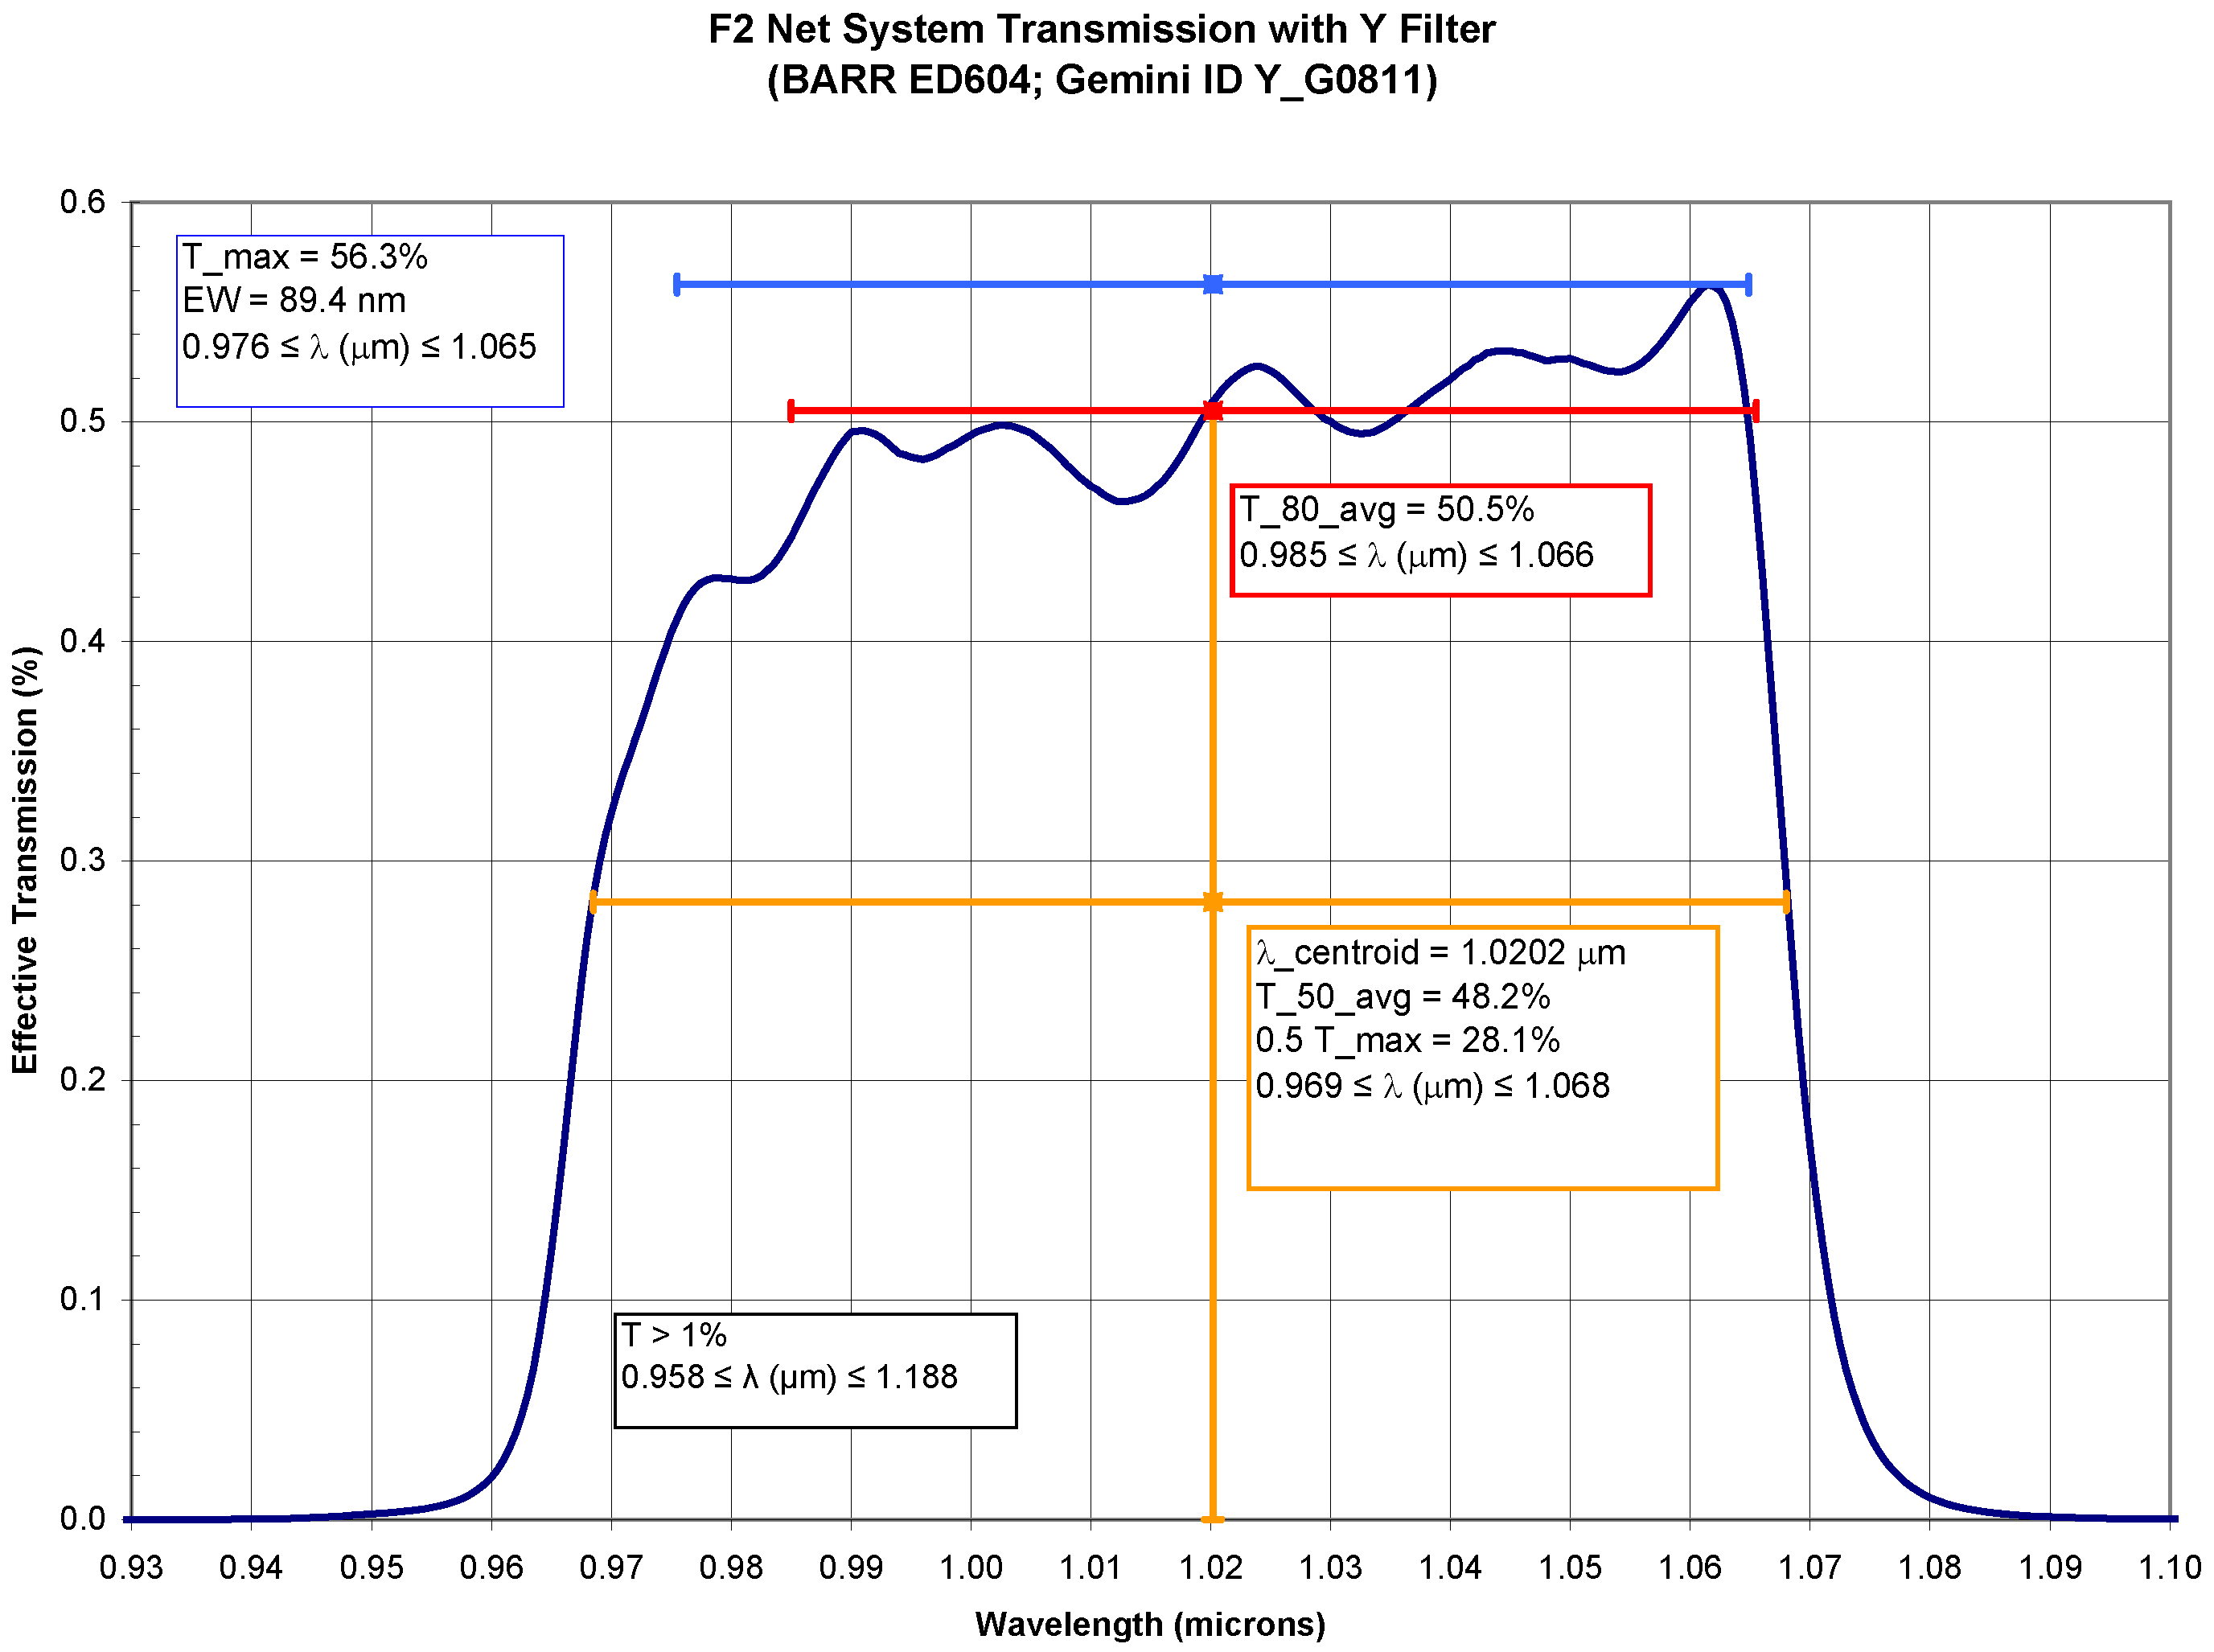 F2 Net System Transmission with Y Filter
(BARR ED604; Gemini ID Y_G0811)
0.6
0.5
0.4
0.3
0.2
0.1
0.0
Effective Transmission (%)
T_max = 56.3%
EW = 89.4 nm
0.976 ≤ λ (μm) ≤ 1.065
T_80_avg = 50.5%
0.985 ≤ λ (μm) ≤ 1.066
λ_centroid = 1.0202 μm
T_50_avg = 48.2%
0.5 T_max = 28.1%
0.969 ≤ λ (μm) ≤ 1.068
T > 1%
0.958 ≤ λ (μm) ≤ 1.188
0.93 0.94 0.95 0.96 0.97 0.98 0.99 1.00 1.01 1.02 1.03 1.04 1.05 1.06 1.07 1.08 1.09 1.10
Wavelength (microns)